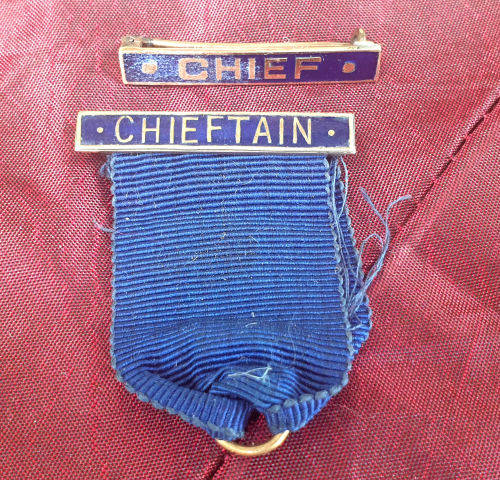 · CHIEF ·
· CHIEFTAIN ·